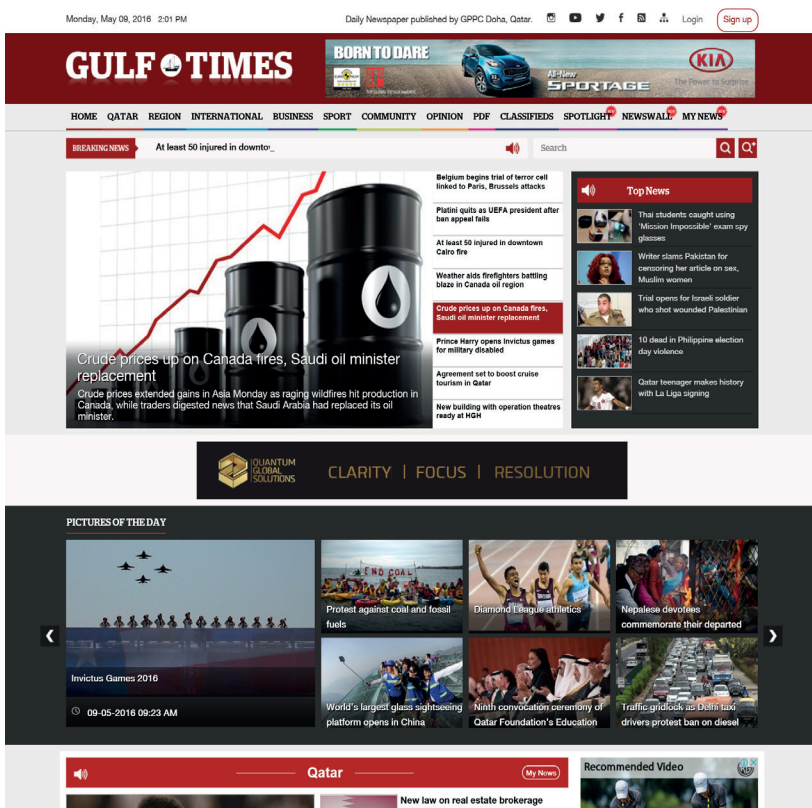 Monday, May 09, 2016 2:01 PM
Daily Newspaper published by GPPC Doha, Qatar.
Login
Sign up
GULF TIMES
BORN TO DARE
All-New
SPORTAGE
KIA
The Power to Surprise
HOME QATAR REGION INTERNATIONAL BUSINESS SPORT COMMUNITY OPINION PDF CLASSIFIEDS SPOTLIGHT NEWSWALL MY NEWS
BREAKING NEWS
At least 50 injured in downtov_
Search
Crude prices up on Canada fires, Saudi oil minister
replacement
Crude prices extended gains in Asia Monday as raging wildfires hit production in
Canada, while traders digested news that Saudi Arabia had replaced its oil
minister.
Belgium begins trial of terror cell
linked to Paris, Brussels attacks
Platini quits as UEFA president after
ban appeal fails
At least 50 injured in downtown
Cairo fire
Weather aids firefighters battling
blaze in Canada oil region
Crude prices up on Canada fires,
Saudi oil minister replacement
Prince Harry opens Invictus games
for military disabled
Agreement set to boost cruise
tourism in Qatar
New building with operation theatres
ready at HGH
Top News
Thai students caught using
'Mission Impossible' exam spy
glasses
Writer slams Pakistan for
censoring her article on sex,
Muslim women
Trial opens for Israeli soldier
who shot wounded Palestinian
10 dead in Philippine election
day violence
Qatar teenager makes history
with La Liga signing
QUANTUM
GLOBAL
SOLUTIONS
CLARITY | FOCUS | RESOLUTION
PICTURES OF THE DAY
Invictus Games 2016
09-05-2016 09:23 AM
END COAL
Protest against coal and fossil
fuels
Diamond League athletics
Nepalese devotees
commemorate their departed
World's largest glass sightseeing
platform opens in China
Ninth convocation ceremony of
Qatar Foundation's Education
Traffic gridlock as Delhi taxi
drivers protest ban on diesel
Qatar
My News
New law on real estate brokerage
Recommended Video